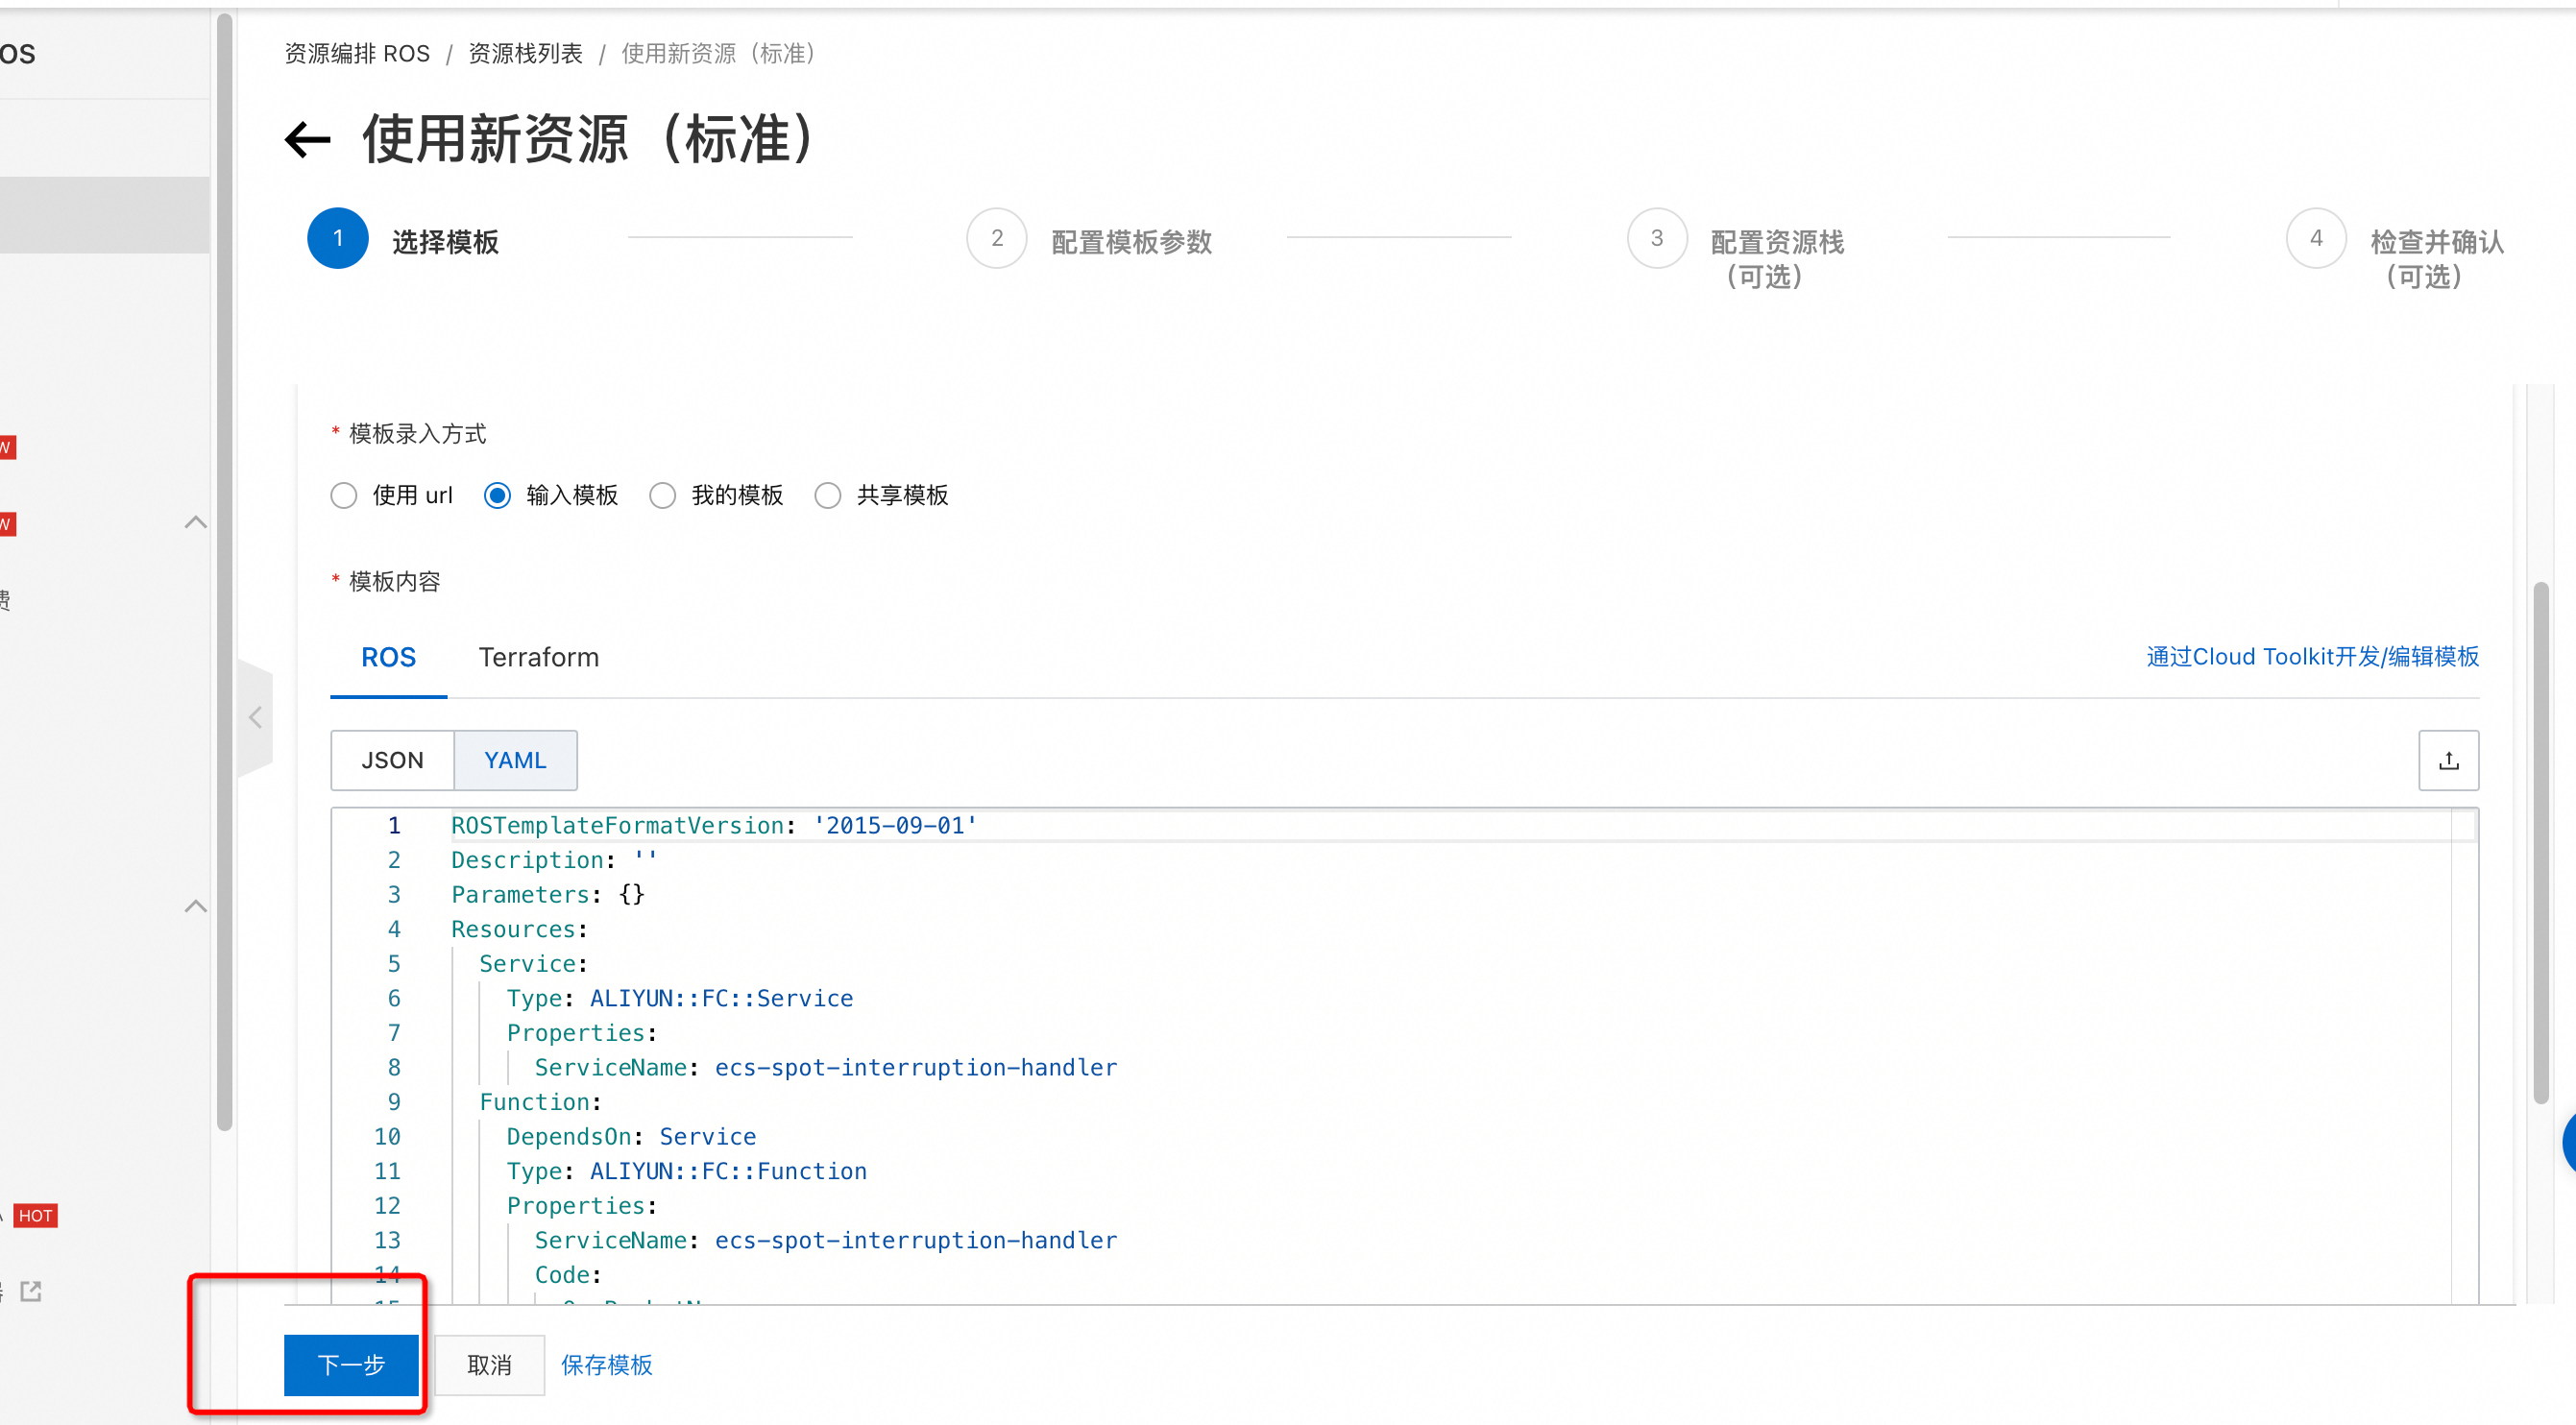 OS
资源编排 ROS / 资源栈列表 / 使用新资源（标准）
使用新资源（标准）
1 选择模板
2 配置模板参数
3 配置资源栈
（可选）
4 检查并确认
（可选）
* 模板录入方式
使用 url 输入模板 我的模板 共享模板
* 模板内容
ROS Terraform 通过Cloud Toolkit开发/编辑模板
JSON YAML
1 ROSTemplateFormatVersion: '2015-09-01'
2 Description: ''
3 Parameters: {}
4 Resources:
5 Service:
6 Type: ALIYUN::FC::Service
7 Properties:
8 ServiceName: ecs-spot-interruption-handler
9 Function:
10 DependsOn: Service
11 Type: ALIYUN::FC::Function
12 Properties:
13 ServiceName: ecs-spot-interruption-handler
14 Code:
HOT
下一步 取消 保存模板